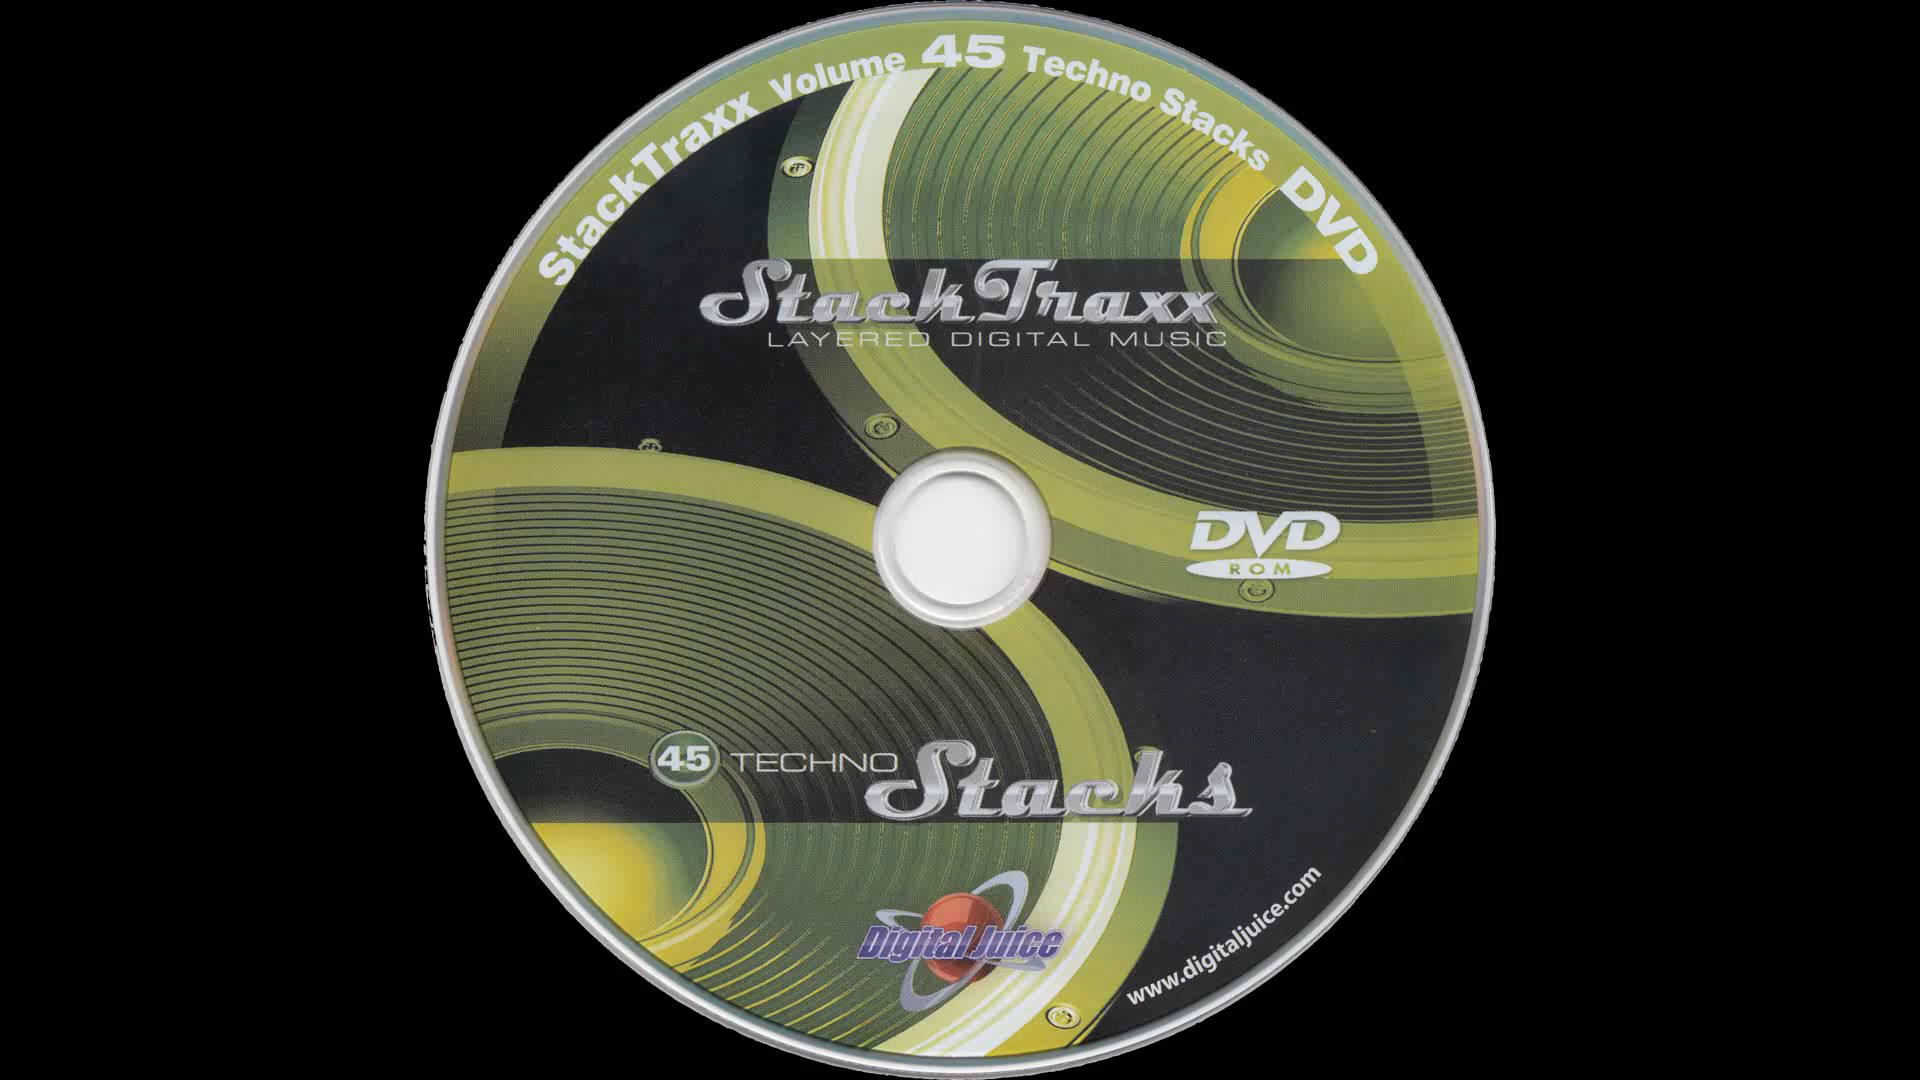 StackTraxx Volume 45 Techno Stacks DVD
StackTraxx
LAYERED DIGITAL MUSIC
DVD
ROM
45 TECHNO Stacks
Digital Juice
www.digitaljuice.com